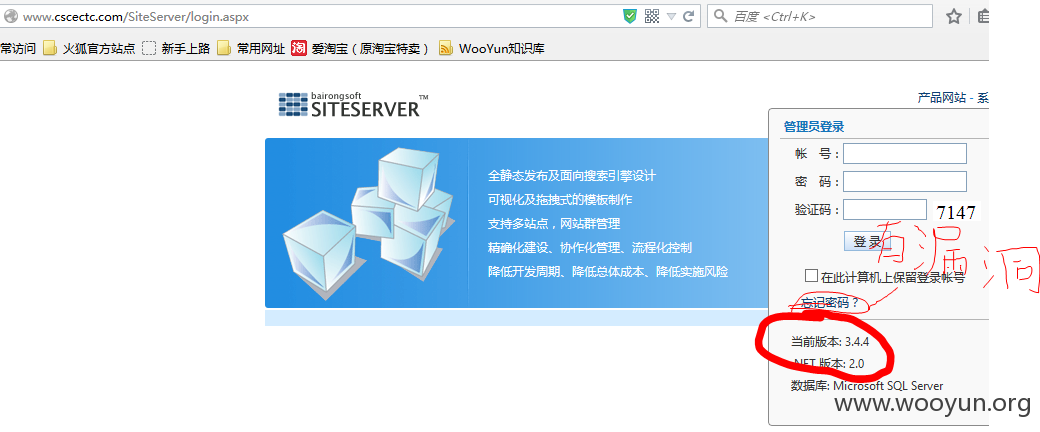 www.cscectc.com/SiteServer/login.aspx
百度 <Ctrl+K>
常访问 火狐官方站点 新手上路 常用网址 淘 爱淘宝（原淘宝特卖） WooYun知识库
bairongsoft
SITESERVER™
产品网站 - 系
管理员登录
帐 号：
密 码：
验证码： 7147
登 录
有漏洞
在此计算机上保留登录帐号
忘记密码？
当前版本: 3.4.4
.NET 版本: 2.0
数据库: Microsoft SQL Server
全静态发布及面向搜索引擎设计
可视化及拖拽式的模板制作
支持多站点，网站群管理
精确化建设、协作化管理、流程化控制
降低开发周期、降低总体成本、降低实施风险
www.wooyun.org